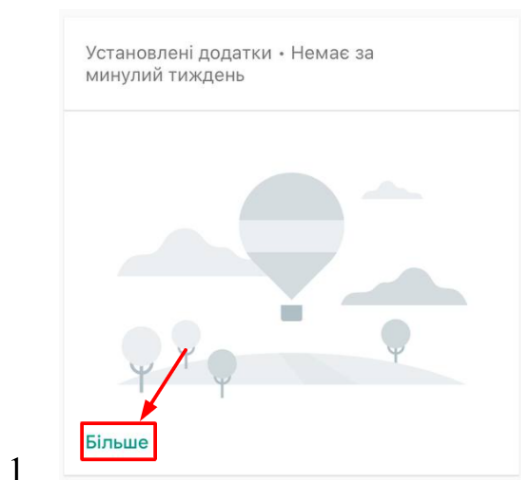 Установлені додатки • Немає за
минулий тиждень
Більше
1